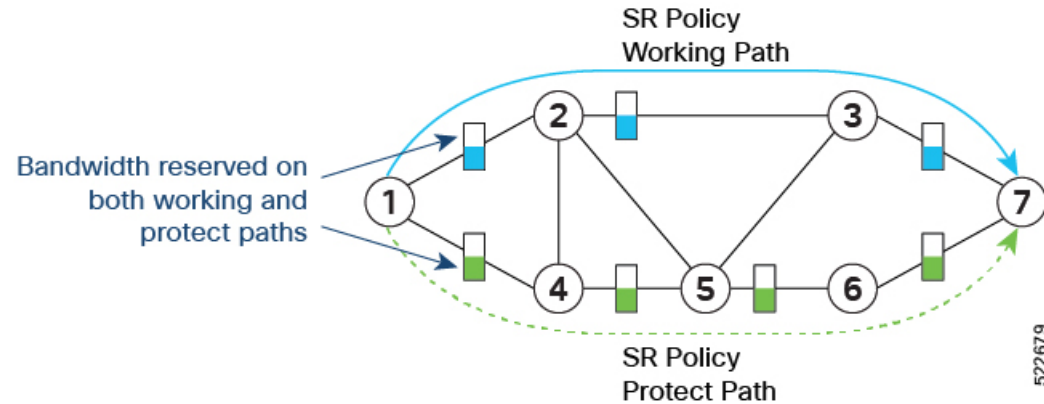 SR Policy
Working Path
2
3
Bandwidth reserved on
both working and
protect paths
1
7
4
5
6
SR Policy
Protect Path
522679